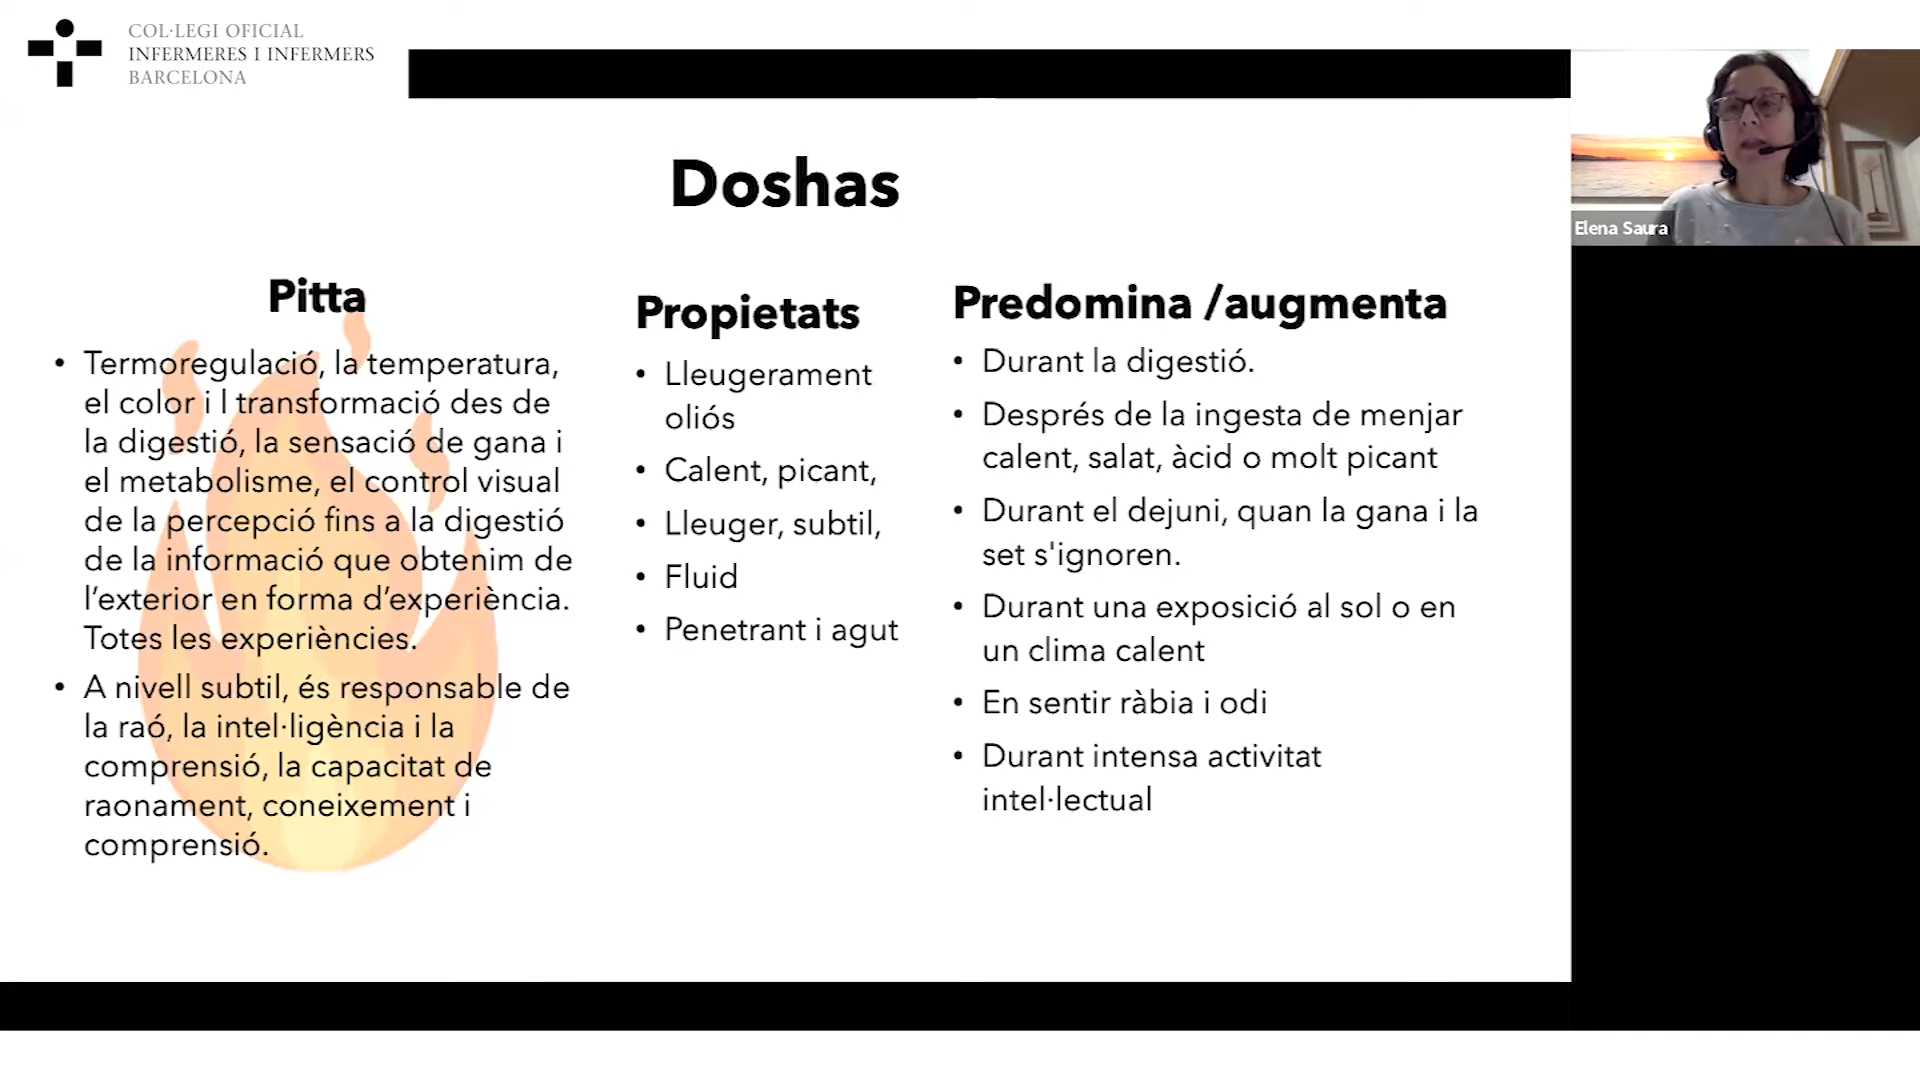 COL·LEGI OFICIAL
INFERMERES I INFERMERS
BARCELONA
Elena Saura
Doshas
Pitta
• Termoregulació, la temperatura,
el color i l transformació des de
la digestió, la sensació de gana i
el metabolisme, el control visual
de la percepció fins a la digestió
de la informació que obtenim de
l’exterior en forma d’experiència.
Totes les experiències.
• A nivell subtil, és responsable de
la raó, la intel·ligència i la
comprensió, la capacitat de
raonament, coneixement i
comprensió.
Propietats
• Lleugerament
oliós
• Calent, picant,
• Lleuger, subtil,
• Fluid
• Penetrant i agut
Predomina /augmenta
• Durant la digestió.
• Després de la ingesta de menjar
calent, salat, àcid o molt picant
• Durant el dejuni, quan la gana i la
set s'ignoren.
• Durant una exposició al sol o en
un clima calent
• En sentir ràbia i odi
• Durant intensa activitat
intel·lectual